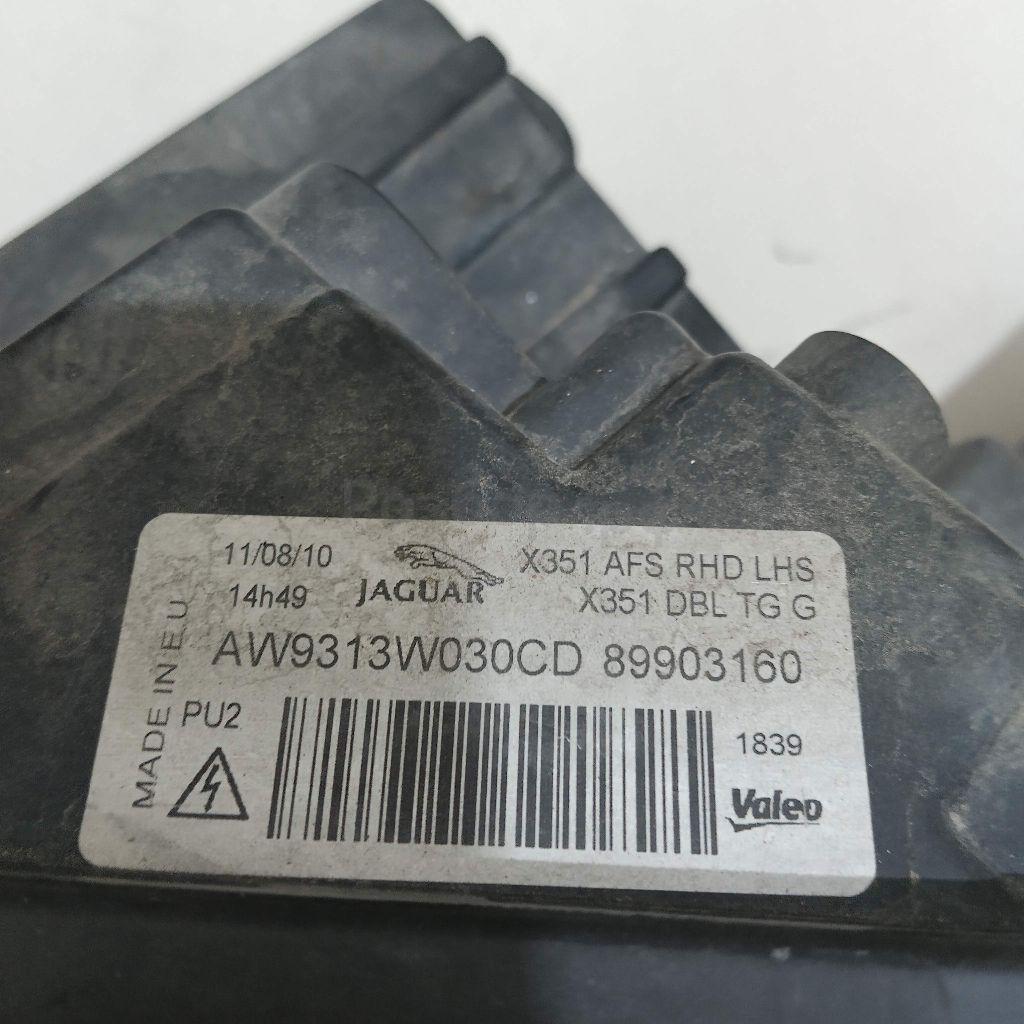 11/08/10 JAGUAR X351 AFS RHD LHS
14h49 X351 DBL TG G
AW9313W030CD 89903160
MADE IN E.U
PU2
1839
Valeo